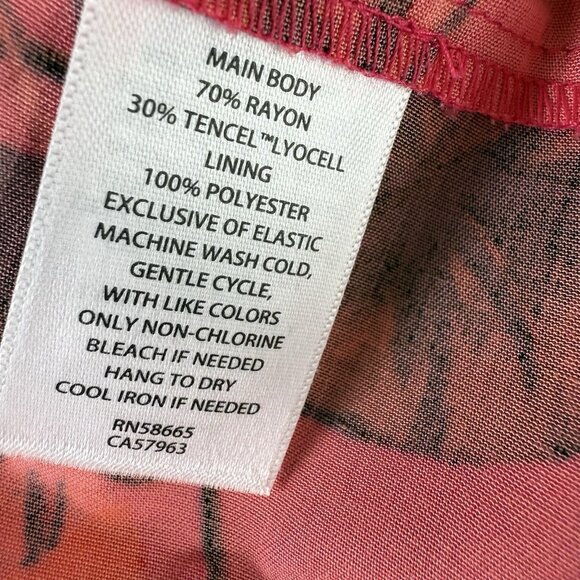 MAIN BODY
70% RAYON
30% TENCEL™LYOCELL
LINING
100% POLYESTER
EXCLUSIVE OF ELASTIC
MACHINE WASH COLD,
GENTLE CYCLE,
WITH LIKE COLORS
ONLY NON-CHLORINE
BLEACH IF NEEDED
HANG TO DRY
COOL IRON IF NEEDED
RN58665
CA57963